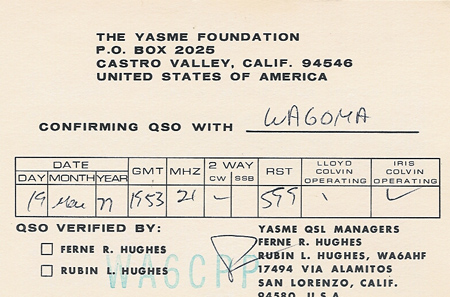 THE YASME FOUNDATION
P.O. BOX 2025
CASTRO VALLEY, CALIF. 94546
UNITED STATES OF AMERICA
CONFIRMING QSO WITH WA6OMA
DATE GMT MHZ 2 WAY RST LLOYD COLVIN OPERATING IRIS COLVIN OPERATING
DAY MONTH YEAR CW SSB
19 Mar 77 1953 21 – 599 \ ✓
QSO VERIFIED BY:
☐ FERNE R. HUGHES
☐ RUBIN L. HUGHES
WA6CPP
YASME QSL MANAGERS
FERNE R. HUGHES
RUBIN L. HUGHES, WA6AHF
17494 VIA ALAMITOS
SAN LORENZO, CALIF.
94580 U.S.A.